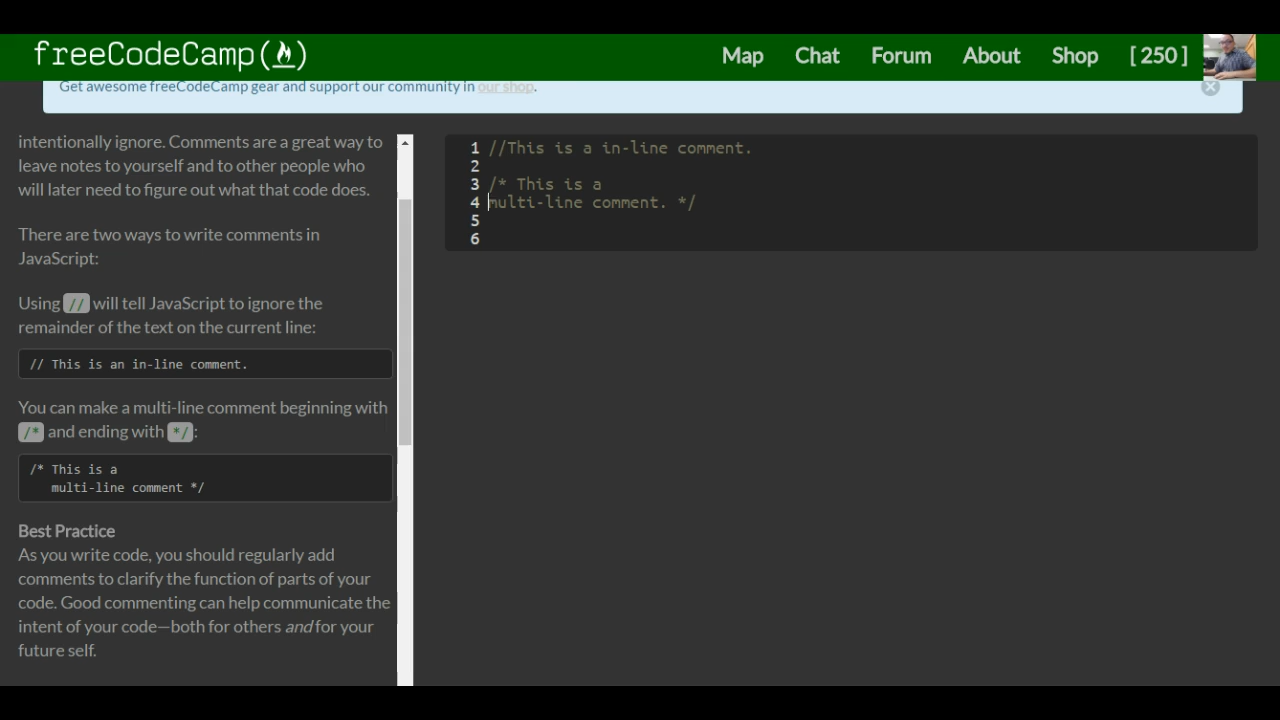 freeCodeCamp(🔥)
Map Chat Forum About Shop [ 250 ]
Get awesome freeCodeCamp gear and support our community in our shop.
intentionally ignore. Comments are a great way to
leave notes to yourself and to other people who
will later need to figure out what that code does.
There are two ways to write comments in
JavaScript:
Using // will tell JavaScript to ignore the
remainder of the text on the current line:
// This is an in-line comment.
You can make a multi-line comment beginning with
/* and ending with */:
/* This is a
multi-line comment */
Best Practice
As you write code, you should regularly add
comments to clarify the function of parts of your
code. Good commenting can help communicate the
intent of your code—both for others and for your
future self.
1 //This is a in-line comment.
2
3 /* This is a
4 multi-line comment. */
5
6